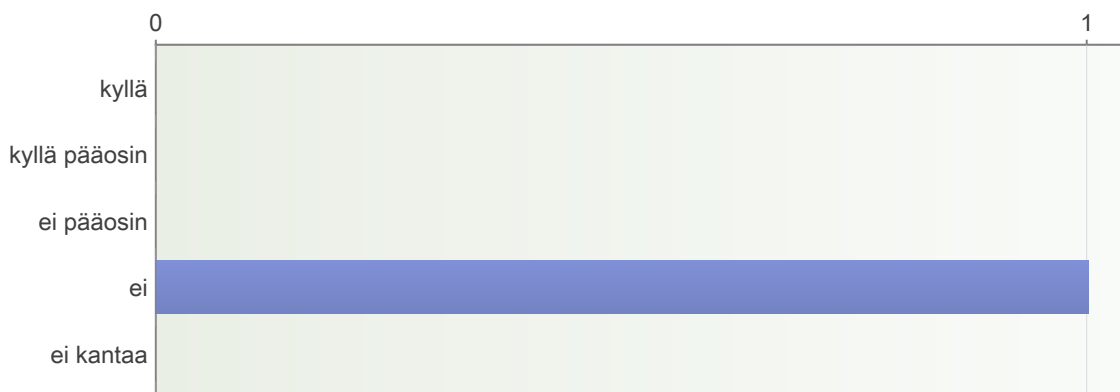 0 1
kyllä
kyllä pääosin
ei pääosin
ei
ei kantaa